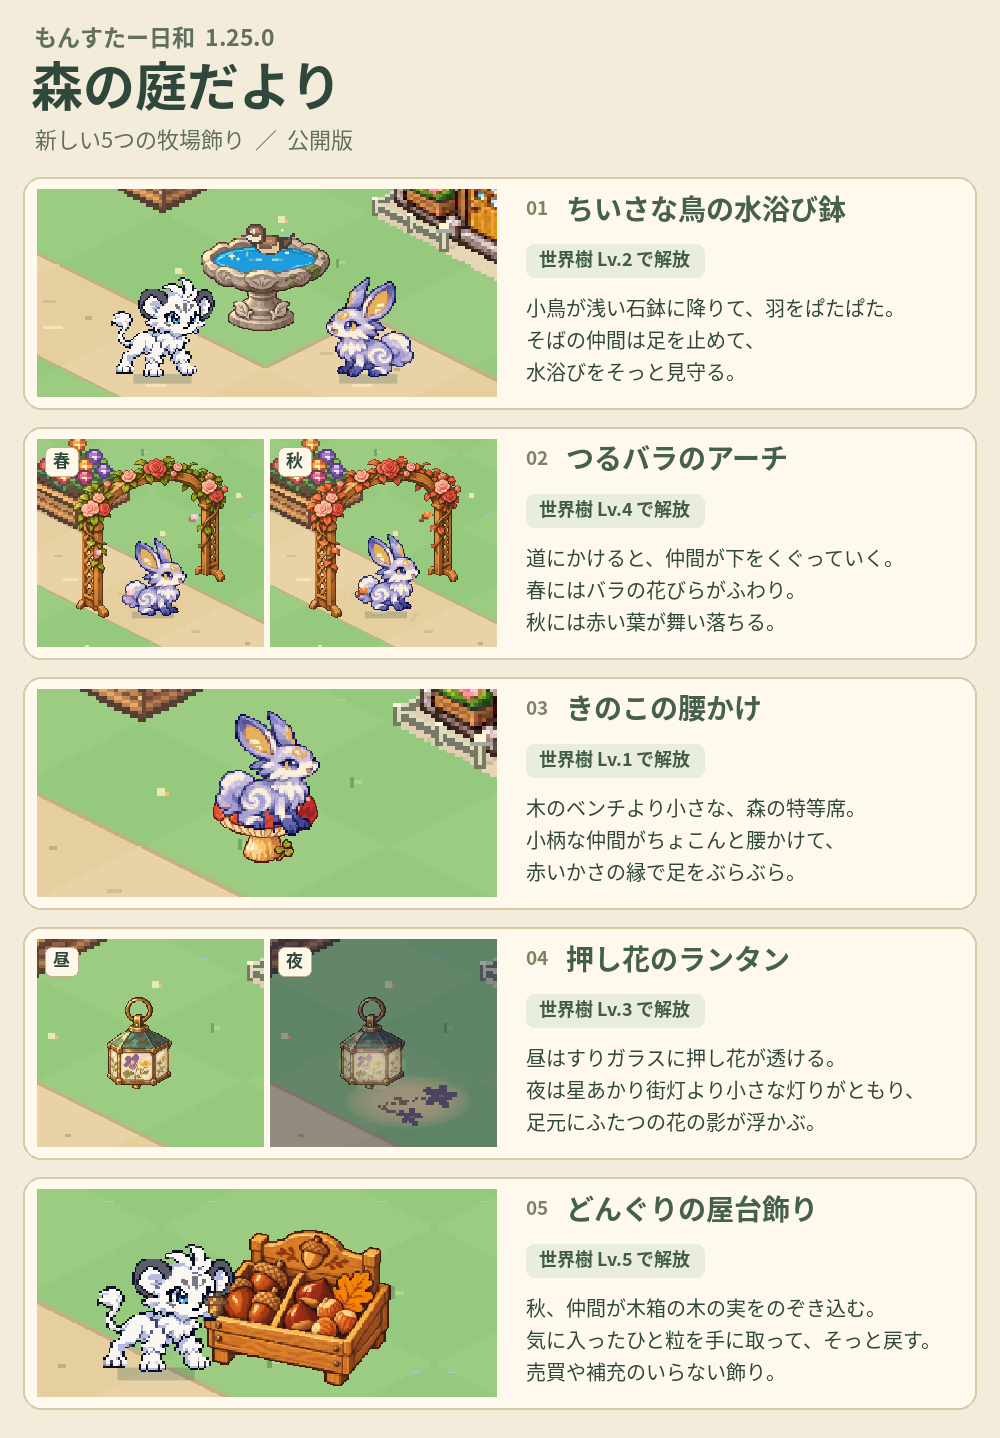 もんすたー日和 1.25.0
森の庭だより
新しい5つの牧場飾り ／ 公開版
01 ちいさな鳥の水浴び鉢
世界樹 Lv.2 で解放
小鳥が浅い石鉢に降りて、羽をぱたぱた。
そばの仲間は足を止めて、
水浴びをそっと見守る。
春
秋
02 つるバラのアーチ
世界樹 Lv.4 で解放
道にかけると、仲間が下をくぐっていく。
春にはバラの花びらがふわり。
秋には赤い葉が舞い落ちる。
03 きのこの腰かけ
世界樹 Lv.1 で解放
木のベンチより小さな、森の特等席。
小柄な仲間がちょこんと腰かけて、
赤いかさの縁で足をぶらぶら。
昼
夜
04 押し花のランタン
世界樹 Lv.3 で解放
昼はすりガラスに押し花が透ける。
夜は星あかり街灯より小さな灯りがともり、
足元にふたつの花の影が浮かぶ。
05 どんぐりの屋台飾り
世界樹 Lv.5 で解放
秋、仲間が木箱の木の実をのぞき込む。
気に入ったひと粒を手に取って、そっと戻す。
売買や補充のいらない飾り。